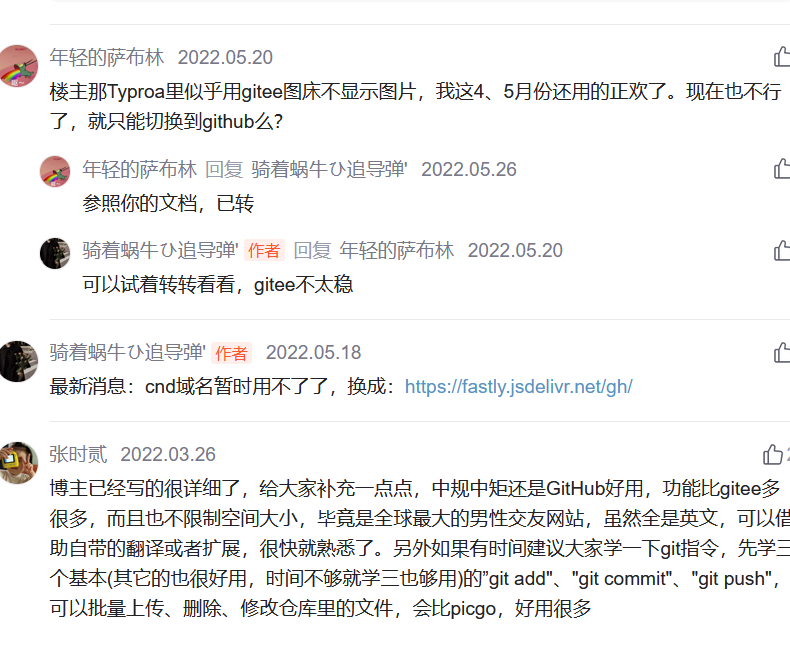 年轻的萨布林 2022.05.20
楼主那Typroa里似乎用gitee图床不显示图片，我这4、5月份还用的正欢了。现在也不行
了，就只能切换到github么？
年轻的萨布林 回复 骑着蜗牛ひ追导弹' 2022.05.26
参照你的文档，已转
骑着蜗牛ひ追导弹' 作者 回复 年轻的萨布林 2022.05.20
可以试着转转看看，gitee不太稳
骑着蜗牛ひ追导弹' 作者 2022.05.18
最新消息：cnd域名暂时用不了了，换成：https://fastly.jsdelivr.net/gh/
张时贰 2022.03.26
博主已经写的很详细了，给大家补充一点点，中规中矩还是GitHub好用，功能比gitee多
很多，而且也不限制空间大小，毕竟是全球最大的男性交友网站，虽然全是英文，可以借
助自带的翻译或者扩展，很快就熟悉了。另外如果有时间建议大家学一下git指令，先学三
个基本(其它的也很好用，时间不够就学三也够用)的”git add"、"git commit"、"git push"，
可以批量上传、删除、修改仓库里的文件，会比picgo，好用很多